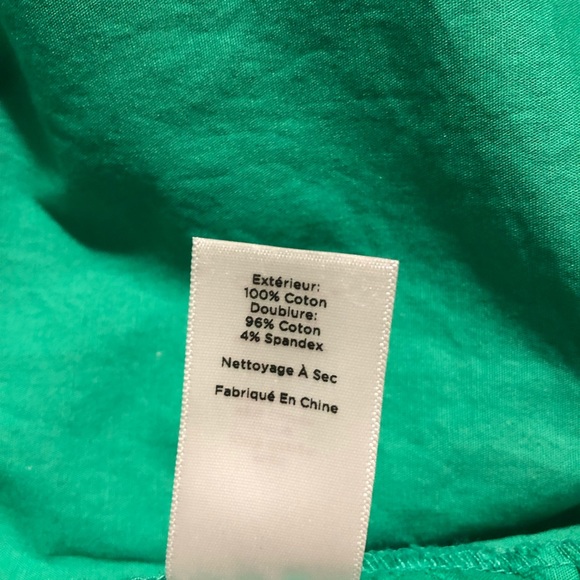 Extérieur:
100% Coton
Doublure:
96% Coton
4% Spandex
Nettoyage À Sec
Fabriqué En Chine